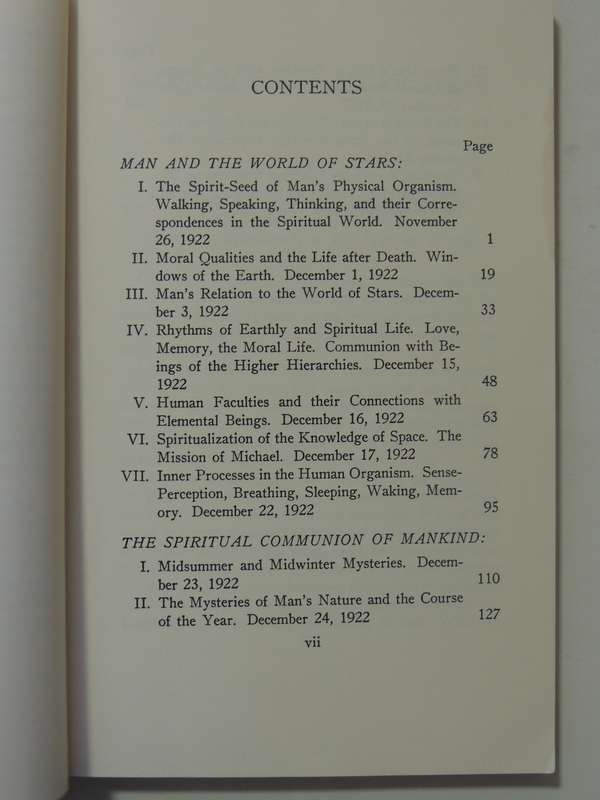 CONTENTS
Page
MAN AND THE WORLD OF STARS:
I. The Spirit-Seed of Man's Physical Organism.
Walking, Speaking, Thinking, and their Corre-
spondences in the Spiritual World. November
26, 1922 1
II. Moral Qualities and the Life after Death. Win-
dows of the Earth. December 1, 1922 19
III. Man's Relation to the World of Stars. Decem-
ber 3, 1922 33
IV. Rhythms of Earthly and Spiritual Life. Love,
Memory, the Moral Life. Communion with Be-
ings of the Higher Hierarchies. December 15,
1922 48
V. Human Faculties and their Connections with
Elemental Beings. December 16, 1922 63
VI. Spiritualization of the Knowledge of Space. The
Mission of Michael. December 17, 1922 78
VII. Inner Processes in the Human Organism. Sense-
Perception, Breathing, Sleeping, Waking, Mem-
ory. December 22, 1922 95
THE SPIRITUAL COMMUNION OF MANKIND:
I. Midsummer and Midwinter Mysteries. Decem-
ber 23, 1922 110
II. The Mysteries of Man's Nature and the Course
of the Year. December 24, 1922 127
vii